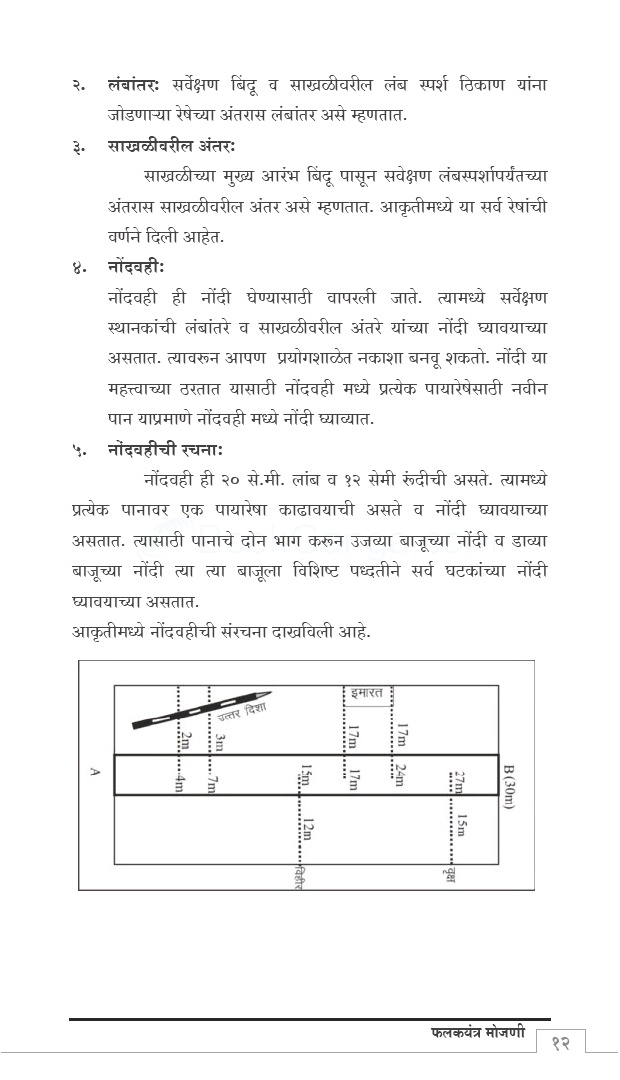 २. लंबांतरः सर्वेक्षण बिंदू व साखळीवरील लंब स्पर्श ठिकाण यांना
जोडणाऱ्या रेषेच्या अंतरास लंबांतर असे म्हणतात.
३. साखळीवरील अंतरः
साखळीच्या मुख्य आरंभ बिंदू पासून सवेक्षण लंबस्पर्शापर्यंतच्या
अंतरास साखळीवरील अंतर असे म्हणतात. आकृतीमध्ये या सर्व रेषांची
वर्णने दिली आहेत.
४. नोंदवहीः
नोंदवही ही नोंदी घेण्यासाठी वापरली जाते. त्यामध्ये सर्वेक्षण
स्थानकांची लंबांतरे व साखळीवरील अंतरे यांच्या नोंदी घ्यावयाच्या
असतात. त्यावरून आपण प्रयोगशाळेत नकाशा बनवू शकतो. नोंदी या
महत्त्वाच्या ठरतात यासाठी नोंदवही मध्ये प्रत्येक पायारेषेसाठी नवीन
पान याप्रमाणे नोंदवही मध्ये नोंदी घ्याव्यात.
५. नोंदवहीची रचनाः
नोंदवही ही २० से.मी. लांब व १२ सेमी रूंदीची असते. त्यामध्ये
प्रत्येक पानावर एक पायारेषा काढावयाची असते व नोंदी घ्यावयाच्या
असतात. त्यासाठी पानाचे दोन भाग करून उजव्या बाजूच्या नोंदी व डाव्या
बाजूच्या नोंदी त्या त्या बाजूला विशिष्ट पध्दतीने सर्व घटकांच्या नोंदी
घ्यावयाच्या असतात.
आकृतीमध्ये नोंदवहीची संरचना दाखविली आहे.
इमारत
उत्तर दिशा
2m 3m 17m 17m
A 4m 7m 15m 17m 24m 27m B (30m)
12m 15m
विहीर वृक्ष
फलकयंत्र मोजणी
१२